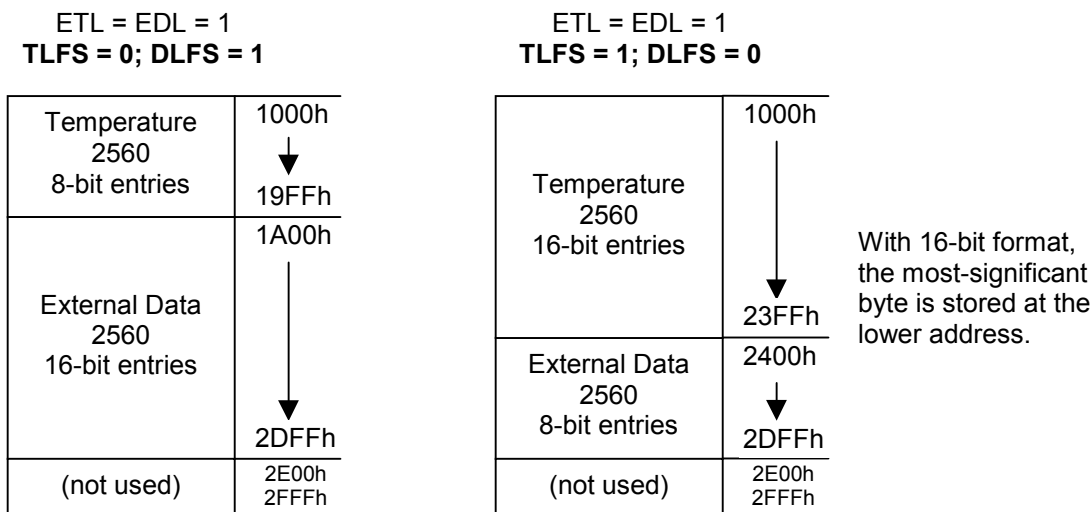 ETL = EDL = 1
TLFS = 0; DLFS = 1
Temperature
2560
8-bit entries
1000h
19FFh
External Data
2560
16-bit entries
1A00h
2DFFh
(not used)
2E00h
2FFFh
ETL = EDL = 1
TLFS = 1; DLFS = 0
Temperature
2560
16-bit entries
1000h
23FFh
External Data
2560
8-bit entries
2400h
2DFFh
(not used)
2E00h
2FFFh
With 16-bit format,
the most-significant
byte is stored at the
lower address.